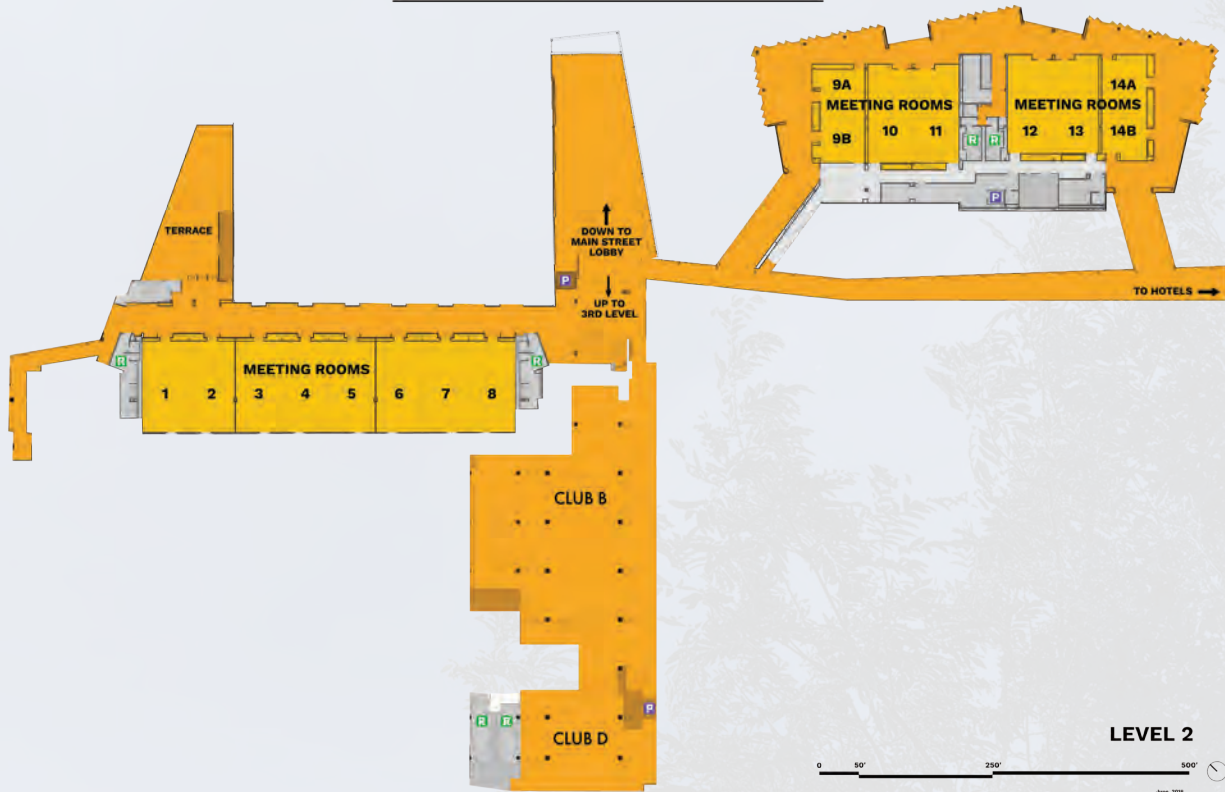 9A
14A
MEETING ROOMS
MEETING ROOMS
9B
10
11
12
13
14B
R
R
P
TERRACE
DOWN TO
MAIN STREET
LOBBY
P
UP TO
3RD LEVEL
TO HOTELS
R
R
MEETING ROOMS
1
2
3
4
5
6
7
8
CLUB B
R
R
P
CLUB D
LEVEL 2
0
50'
250'
500'